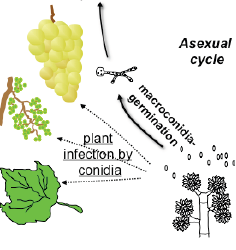 Asexual
cycle
macroconidia-
germination
plant
infection by
conidia